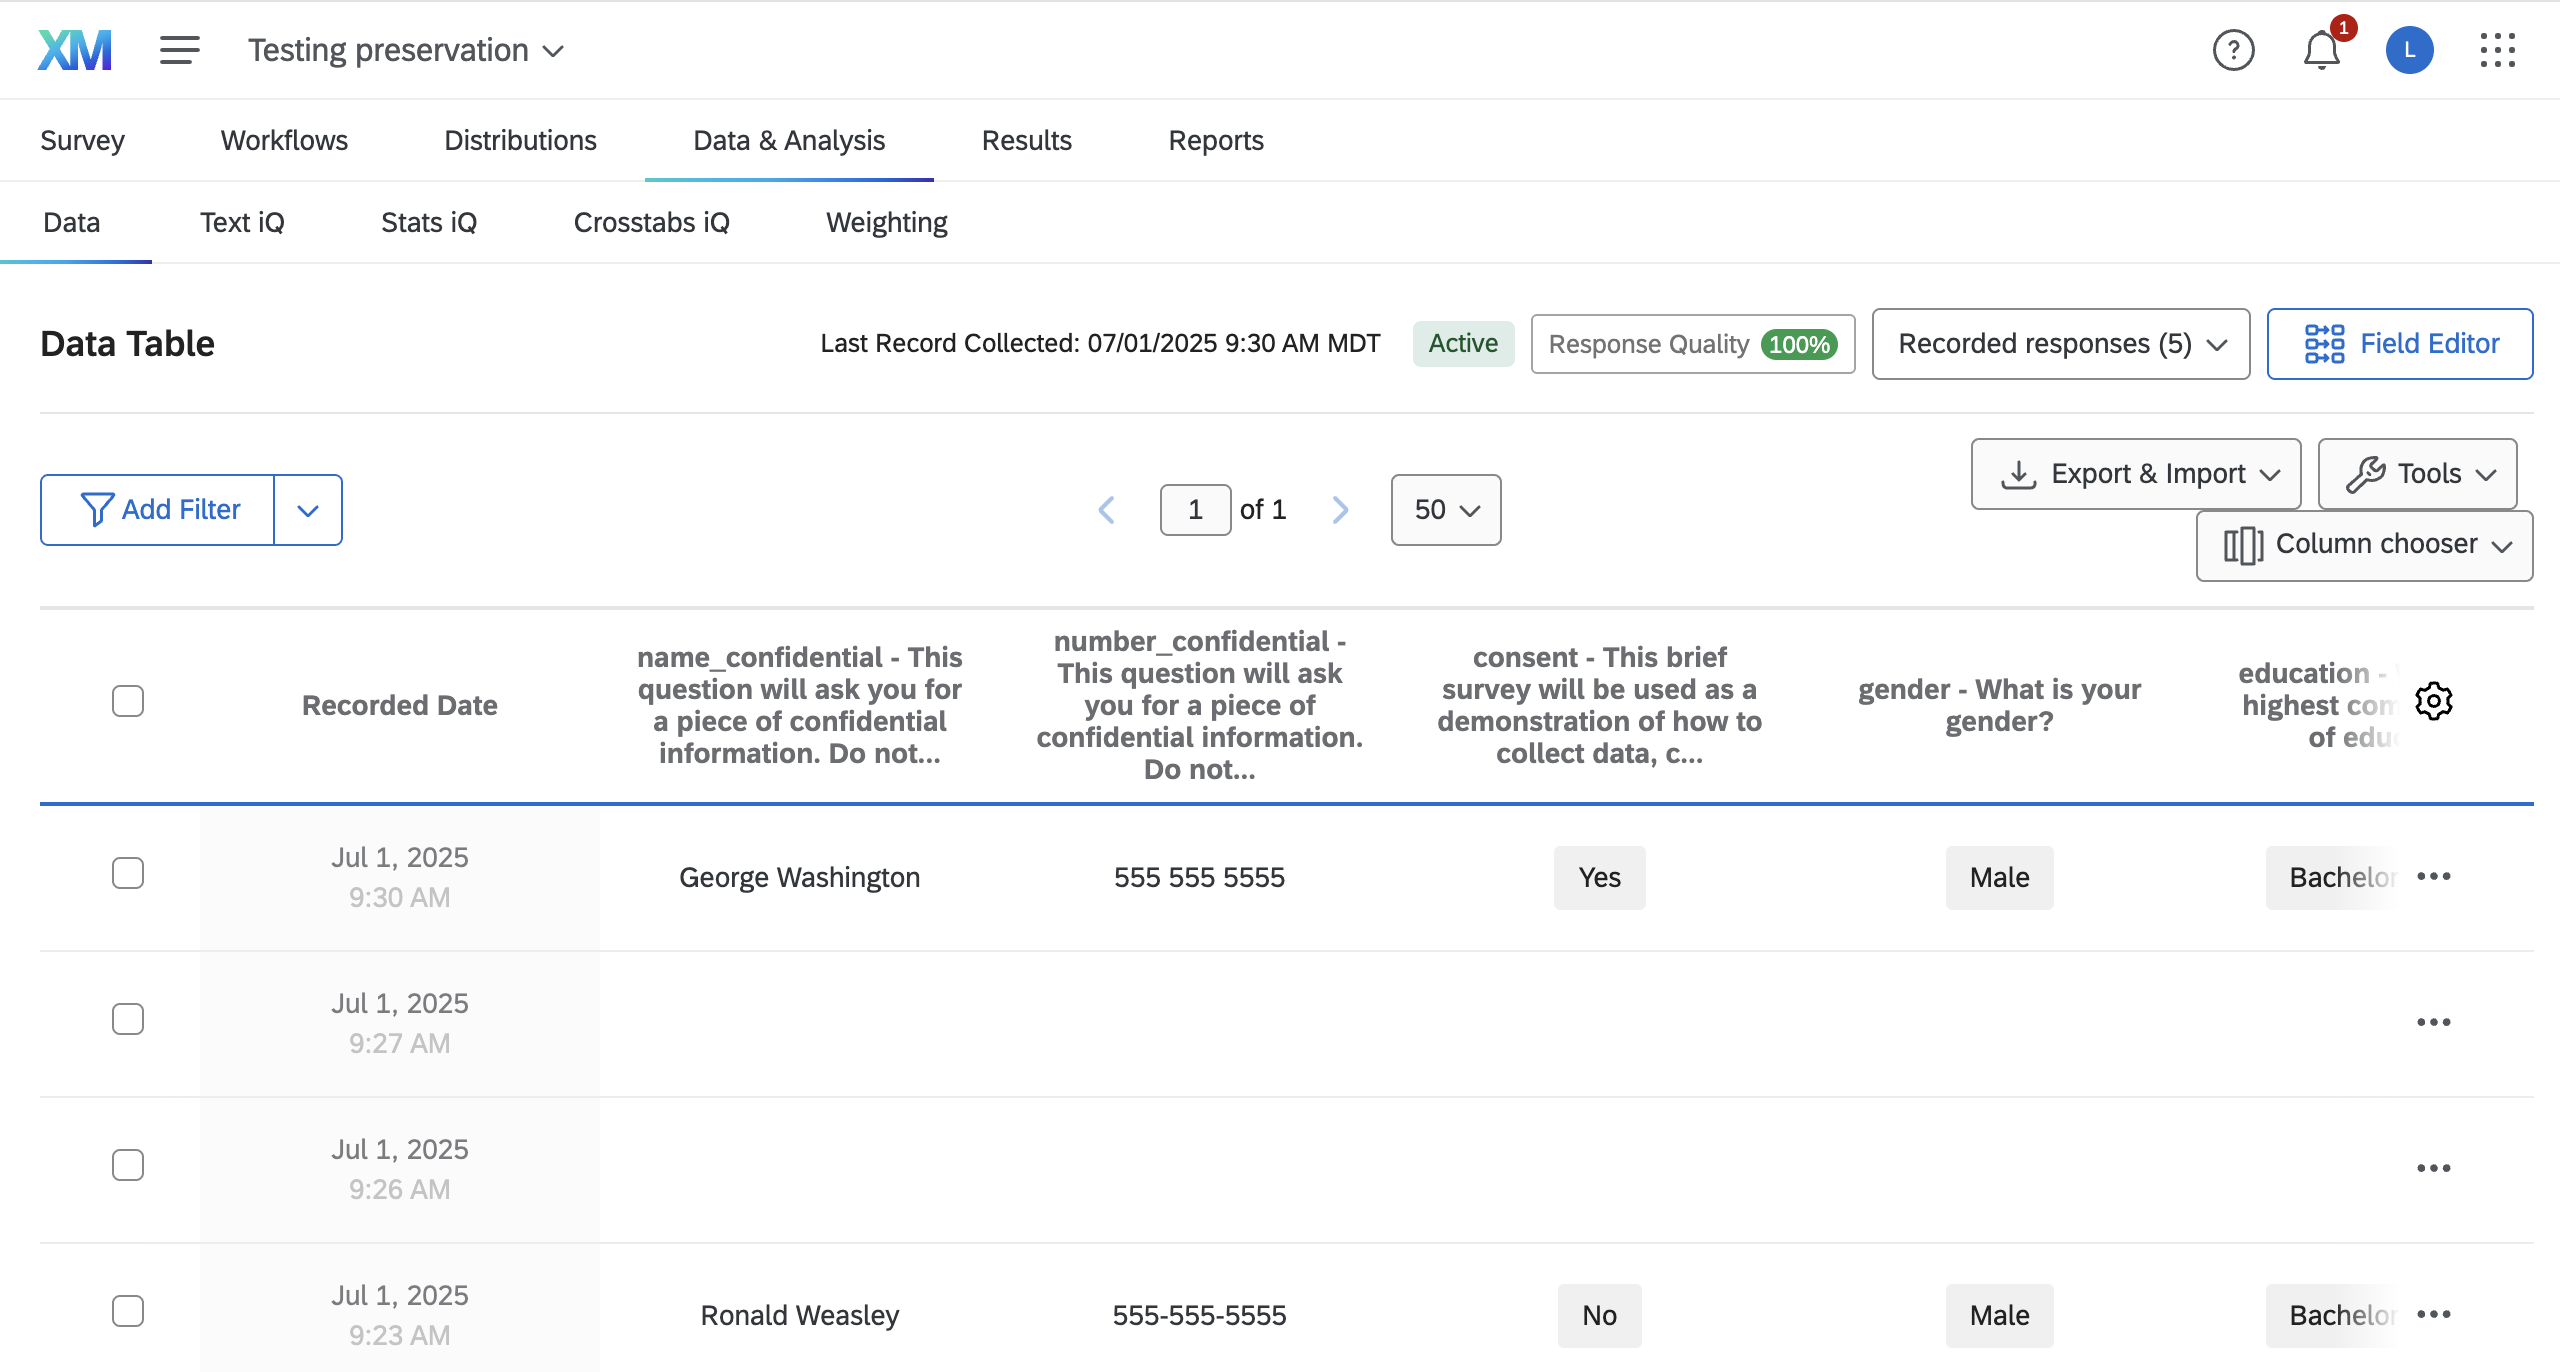 XM
Testing preservation
1
L
Survey Workflows Distributions Data & Analysis Results Reports
Data Text iQ Stats iQ Crosstabs iQ Weighting
Data Table
Last Record Collected: 07/01/2025 9:30 AM MDT
Active
Response Quality 100%
Recorded responses (5)
Field Editor
Add Filter
1 of 1
50
Export & Import
Tools
Column chooser
Recorded Date
name_confidential - This
question will ask you for
a piece of confidential
information. Do not...
number_confidential -
This question will ask
you for a piece of
confidential information.
Do not...
consent - This brief
survey will be used as a
demonstration of how to
collect data, c...
gender - What is your
gender?
education -
highest com
of edu
Jul 1, 2025
9:30 AM
George Washington
555 555 5555
Yes
Male
Bachelor
Jul 1, 2025
9:27 AM
Jul 1, 2025
9:26 AM
Jul 1, 2025
9:23 AM
Ronald Weasley
555-555-5555
No
Male
Bachelor